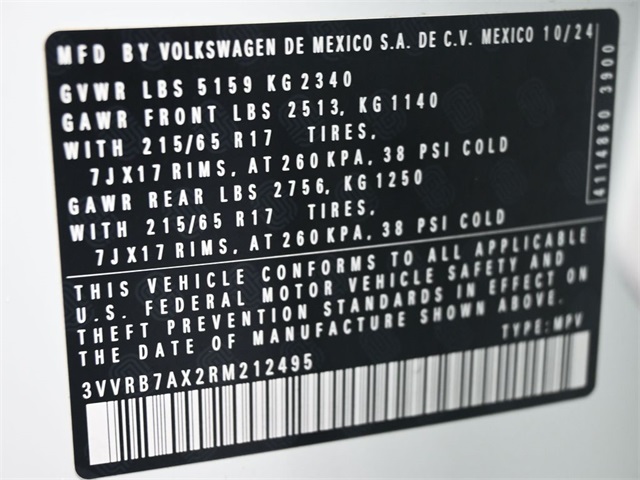 MFD BY VOLKSWAGEN DE MEXICO S.A. DE C.V. MEXICO 10/24
GVWR LBS 5159 KG 2340
GAWR FRONT LBS 2513, KG 1140
WITH 215/65 R17 TIRES,
7JX17 RIMS, AT 260 KPA, 38 PSI COLD
GAWR REAR LBS 2756, KG 1250
WITH 215/65 R17 TIRES,
7JX17 RIMS, AT 260 KPA, 38 PSI COLD
THIS VEHICLE CONFORMS TO ALL APPLICABLE
U.S. FEDERAL MOTOR VEHICLE SAFETY AND
THEFT PREVENTION STANDARDS IN EFFECT ON
THE DATE OF MANUFACTURE SHOWN ABOVE.
TYPE: MPV
3VVRB7AX2RM212495
4114860 3900